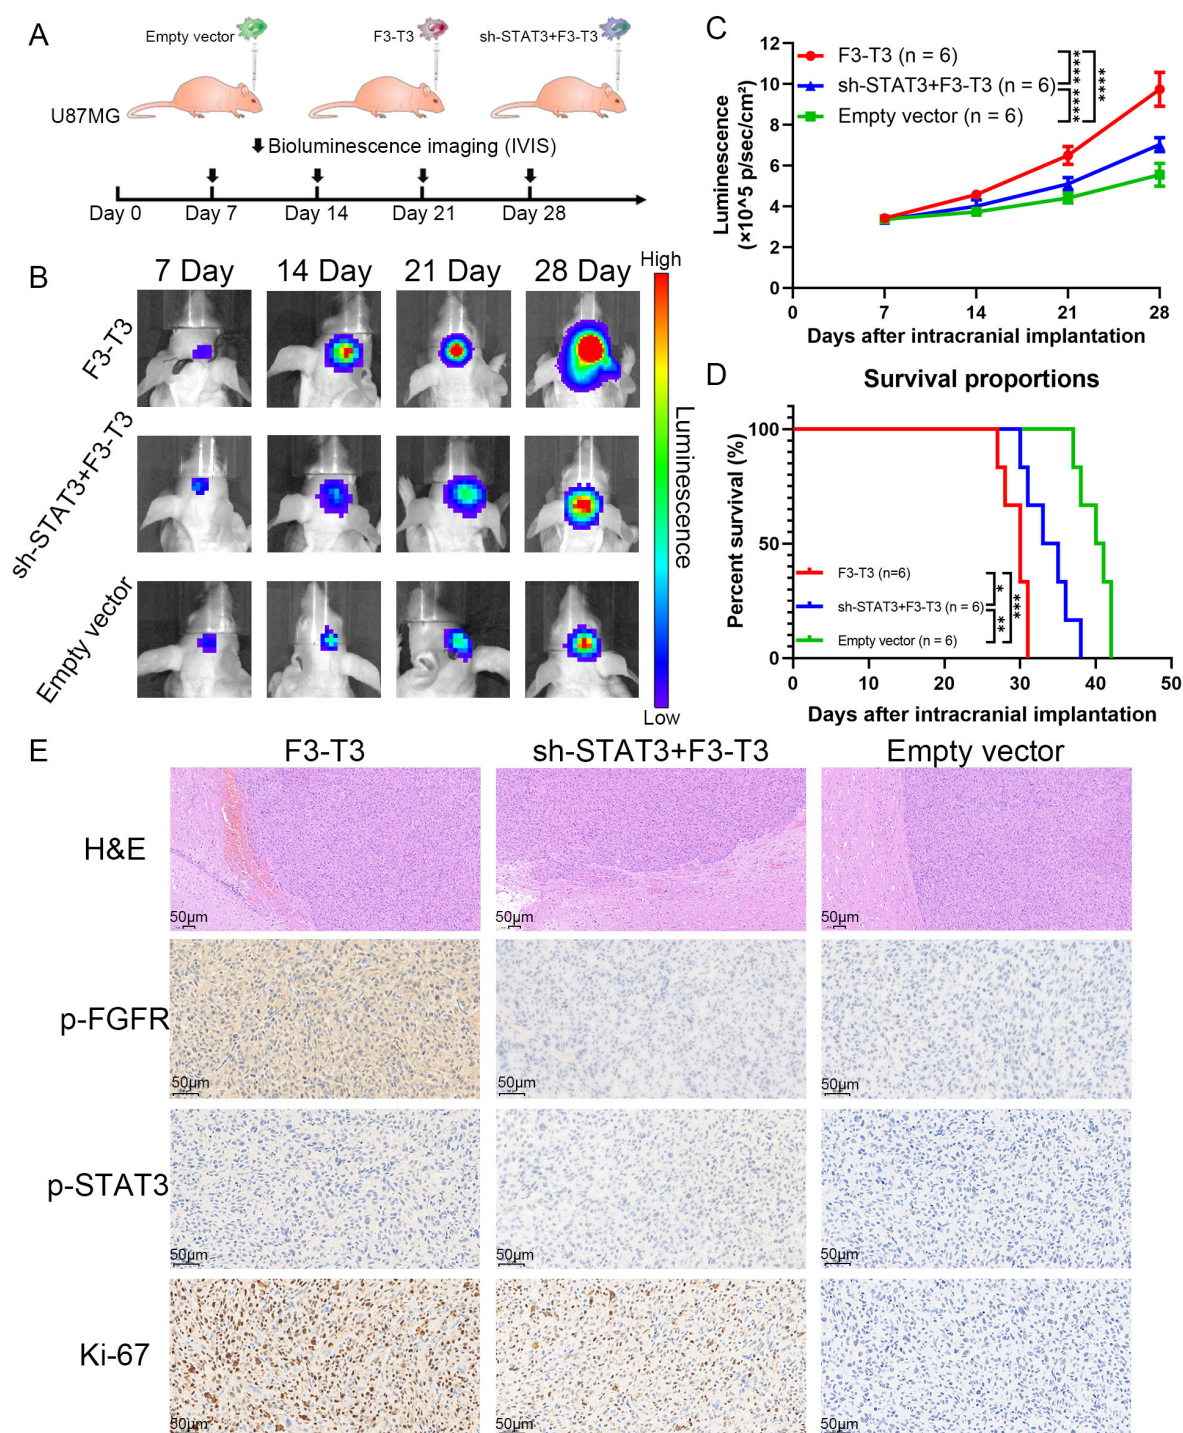 A
Empty vector
F3-T3
sh-STAT3+F3-T3
U87MG
Bioluminescence imaging (IVIS)
Day 0
Day 7
Day 14
Day 21
Day 28
B
7 Day
14 Day
21 Day
28 Day
F3-T3
sh-STAT3+F3-T3
Empty vector
High
Luminescence
Low
C
12
10
8
6
4
2
0
Luminescence
(×10^5 p/sec/cm²)
F3-T3 (n = 6)
sh-STAT3+F3-T3 (n = 6)
Empty vector (n = 6)
****
****
****
0
7
14
21
28
Days after intracranial implantation
D
Survival proportions
100
50
0
Percent survival (%)
F3-T3 (n=6)
sh-STAT3+F3-T3 (n = 6)
Empty vector (n = 6)
*
**
***
0
10
20
30
40
50
Days after intracranial implantation
E
F3-T3
sh-STAT3+F3-T3
Empty vector
H&E
50μm
50μm
50μm
p-FGFR
50μm
50μm
50μm
p-STAT3
50μm
50μm
50μm
Ki-67
50μm
50μm
50μm